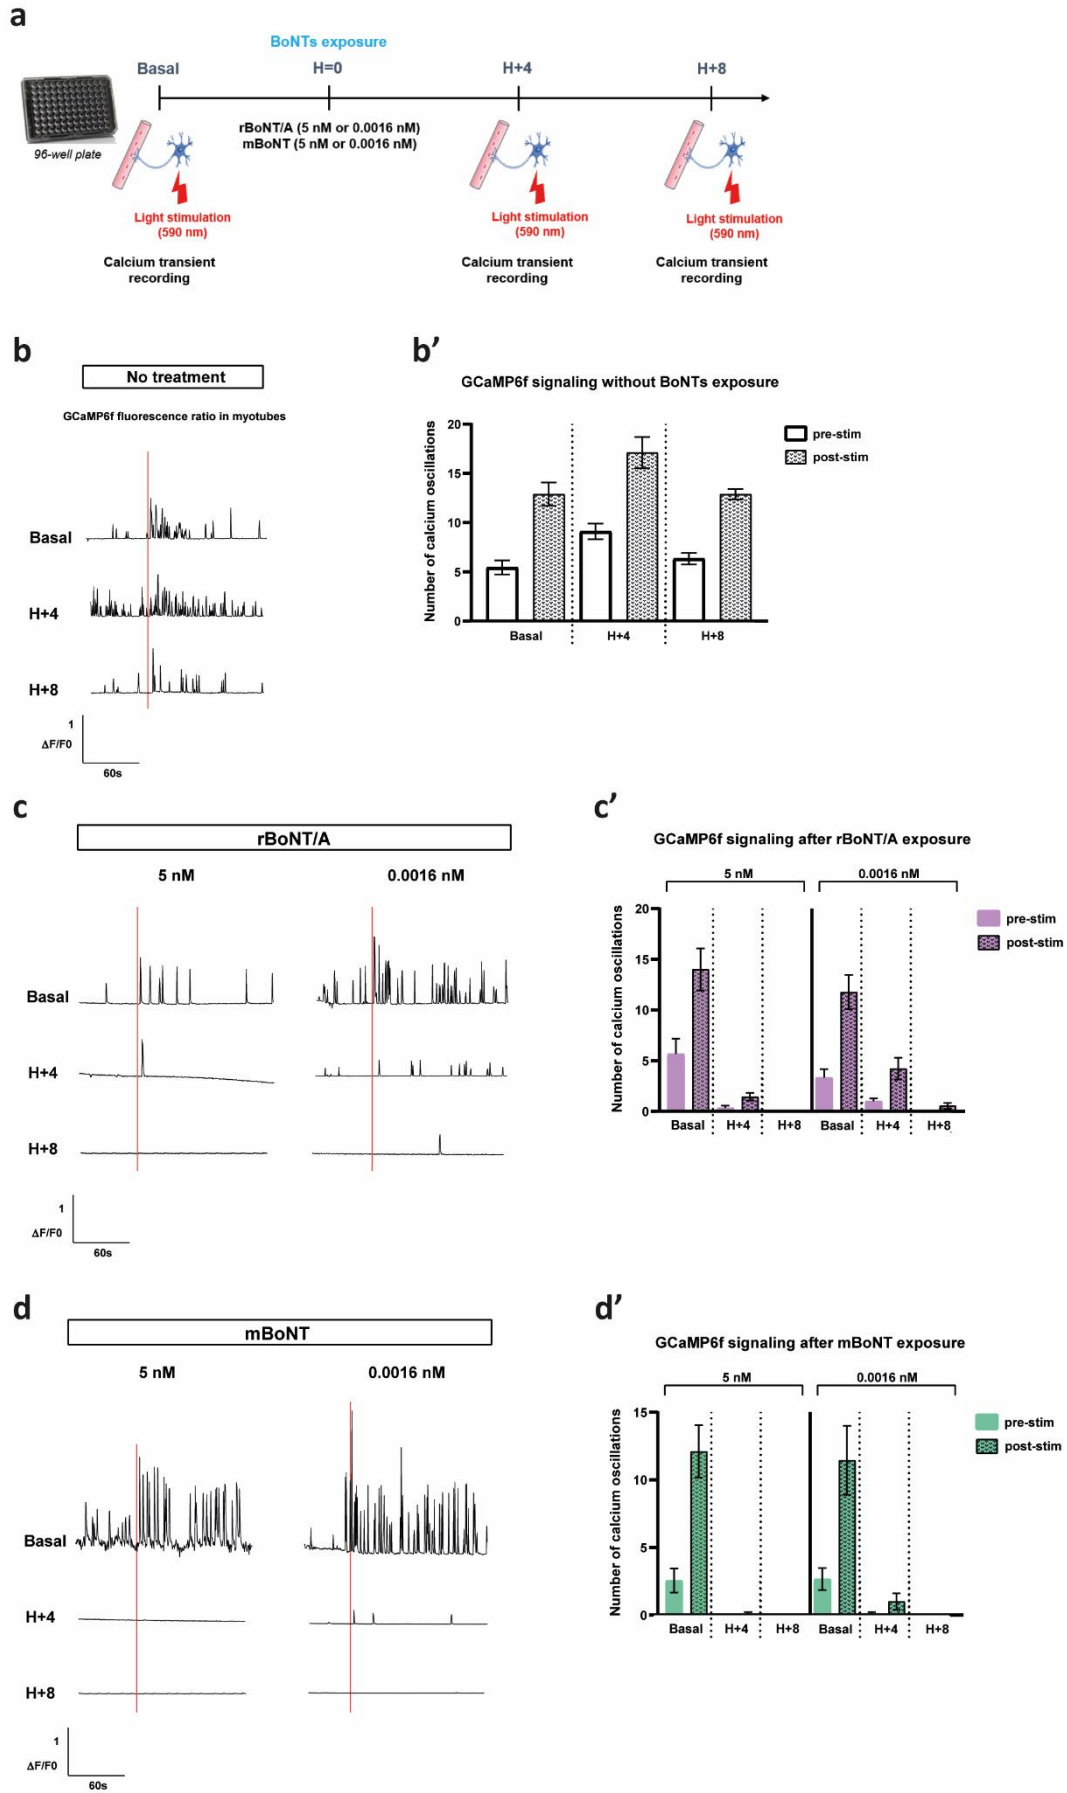 a
BoNTs exposure
Basal
H=0
H+4
H+8
96-well plate
rBoNT/A (5 nM or 0.0016 nM)
mBoNT (5 nM or 0.0016 nM)
Light stimulation
(590 nm)
Light stimulation
(590 nm)
Light stimulation
(590 nm)
Calcium transient
recording
Calcium transient
recording
Calcium transient
recording
b
No treatment
GCaMP6f fluorescence ratio in myotubes
Basal
H+4
H+8
1
ΔF/F0
60s
b’
GCaMP6f signaling without BoNTs exposure
Number of calcium oscillations
20
15
10
5
0
Basal
H+4
H+8
pre-stim
post-stim
c
rBoNT/A
5 nM
0.0016 nM
Basal
H+4
H+8
1
ΔF/F0
60s
c’
GCaMP6f signaling after rBoNT/A exposure
5 nM
0.0016 nM
Number of calcium oscillations
20
15
10
5
0
Basal
H+4
H+8
Basal
H+4
H+8
pre-stim
post-stim
d
mBoNT
5 nM
0.0016 nM
Basal
H+4
H+8
1
ΔF/F0
60s
d’
GCaMP6f signaling after mBoNT exposure
5 nM
0.0016 nM
Number of calcium oscillations
15
10
5
0
Basal
H+4
H+8
Basal
H+4
H+8
pre-stim
post-stim